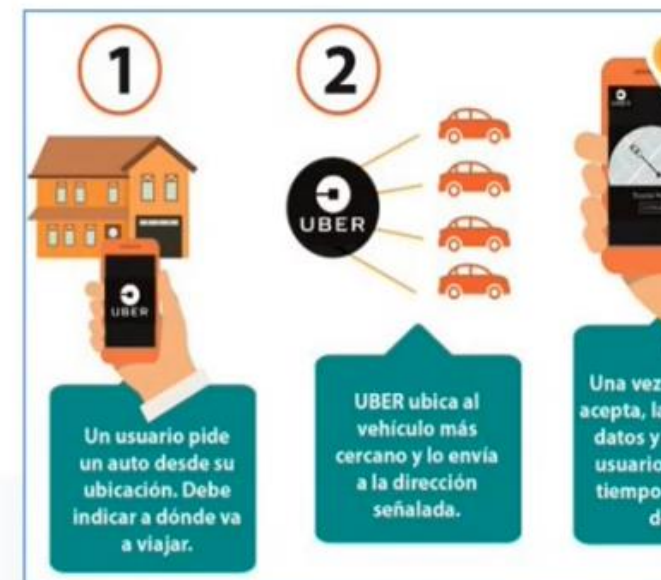 1
2
UBER
UBER
UBER
Un usuario pide
un auto desde su
ubicación. Debe
indicar a dónde va
a viajar.
UBER ubica al
vehículo más
cercano y lo envía
a la dirección
señalada.
Una vez
acepta, la
datos y
usuario
tiempo
d